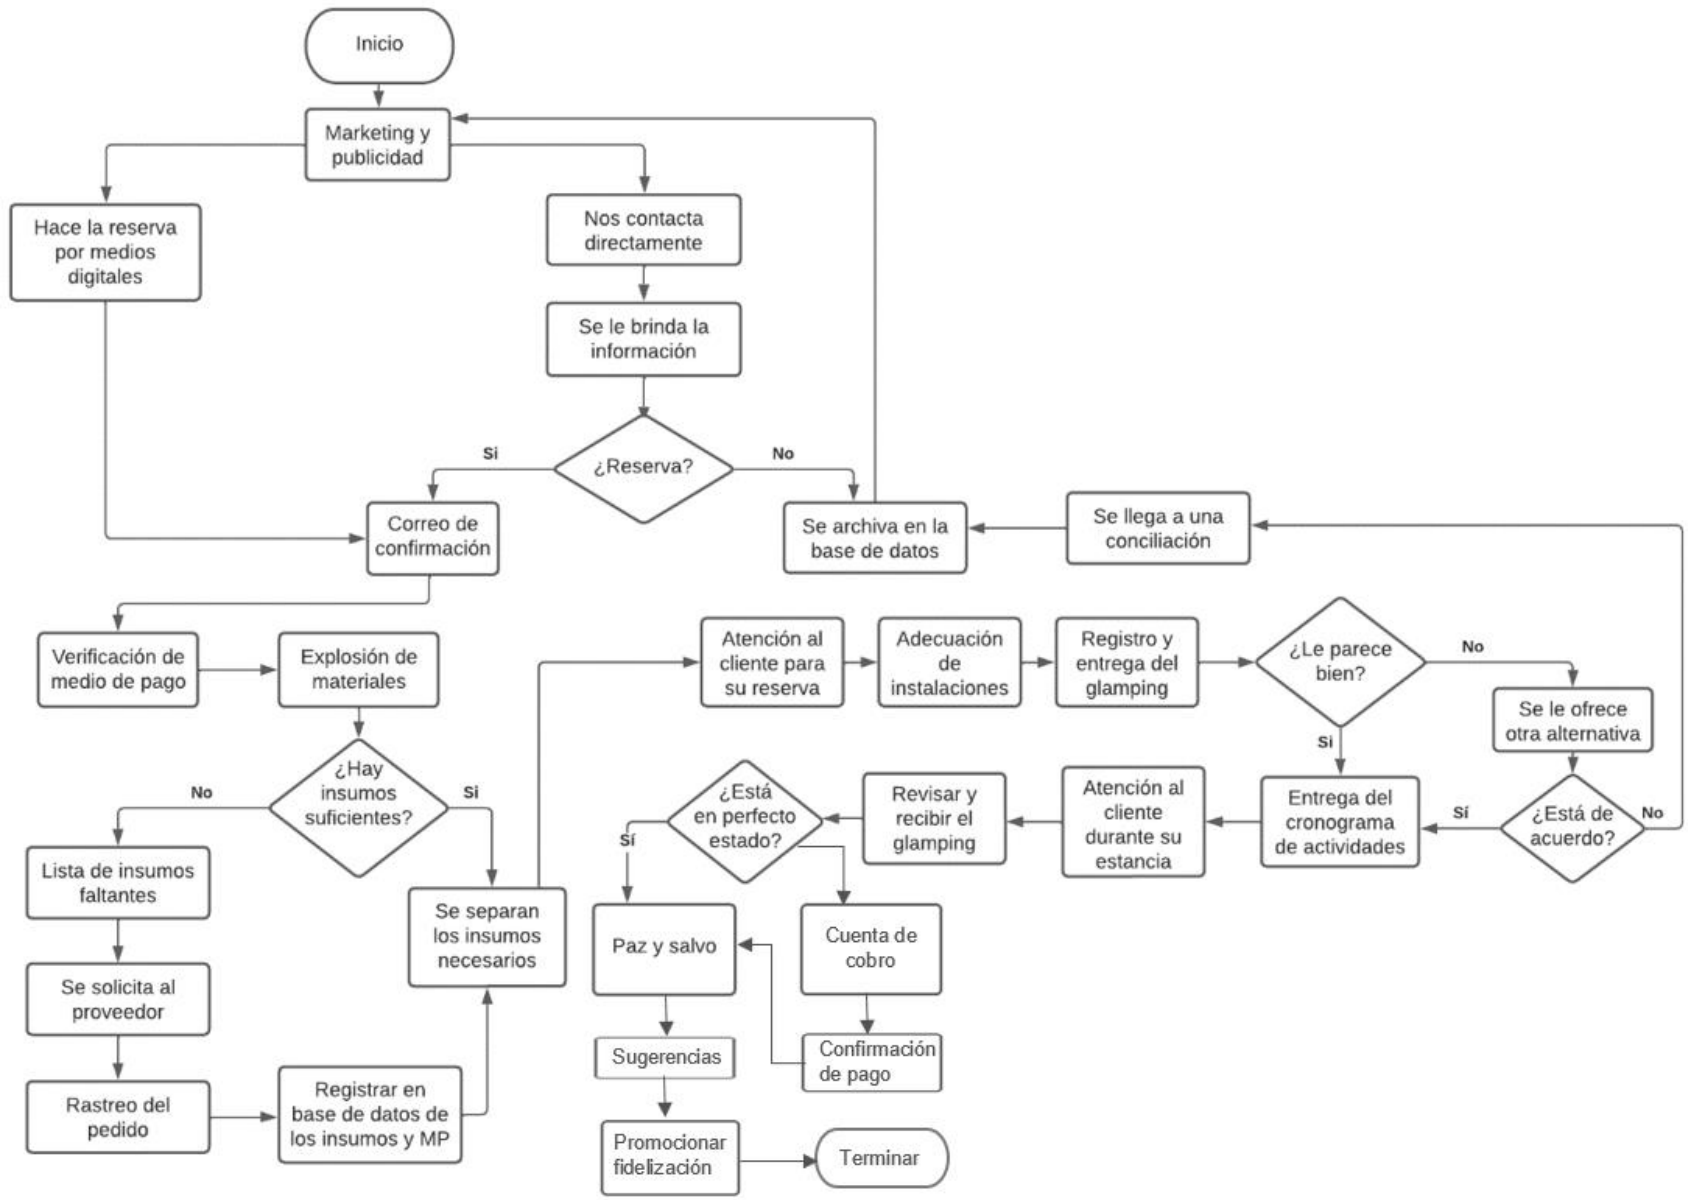 Inicio
Marketing y
publicidad
Hace la reserva
por medios
digitales
Nos contacta
directamente
Se le brinda la
información
¿Reserva?
Si
No
Correo de
confirmación
Se archiva en la
base de datos
Se llega a una
conciliación
Verificación de
medio de pago
Explosión de
materiales
¿Hay
insumos
suficientes?
No
Si
Lista de insumos
faltantes
Se solicita al
proveedor
Rastreo del
pedido
Registrar en
base de datos de
los insumos y MP
Se separan
los insumos
necesarios
Atención al
cliente para
su reserva
Adecuación
de
instalaciones
Registro y
entrega del
glamping
¿Le parece
bien?
No
Si
Se le ofrece
otra alternativa
¿Está de
acuerdo?
No
Sí
Entrega del
cronograma
de actividades
Atención al
cliente
durante su
estancia
Revisar y
recibir el
glamping
¿Está
en perfecto
estado?
Sí
Paz y salvo
Cuenta de
cobro
Confirmación
de pago
Sugerencias
Promocionar
fidelización
Terminar